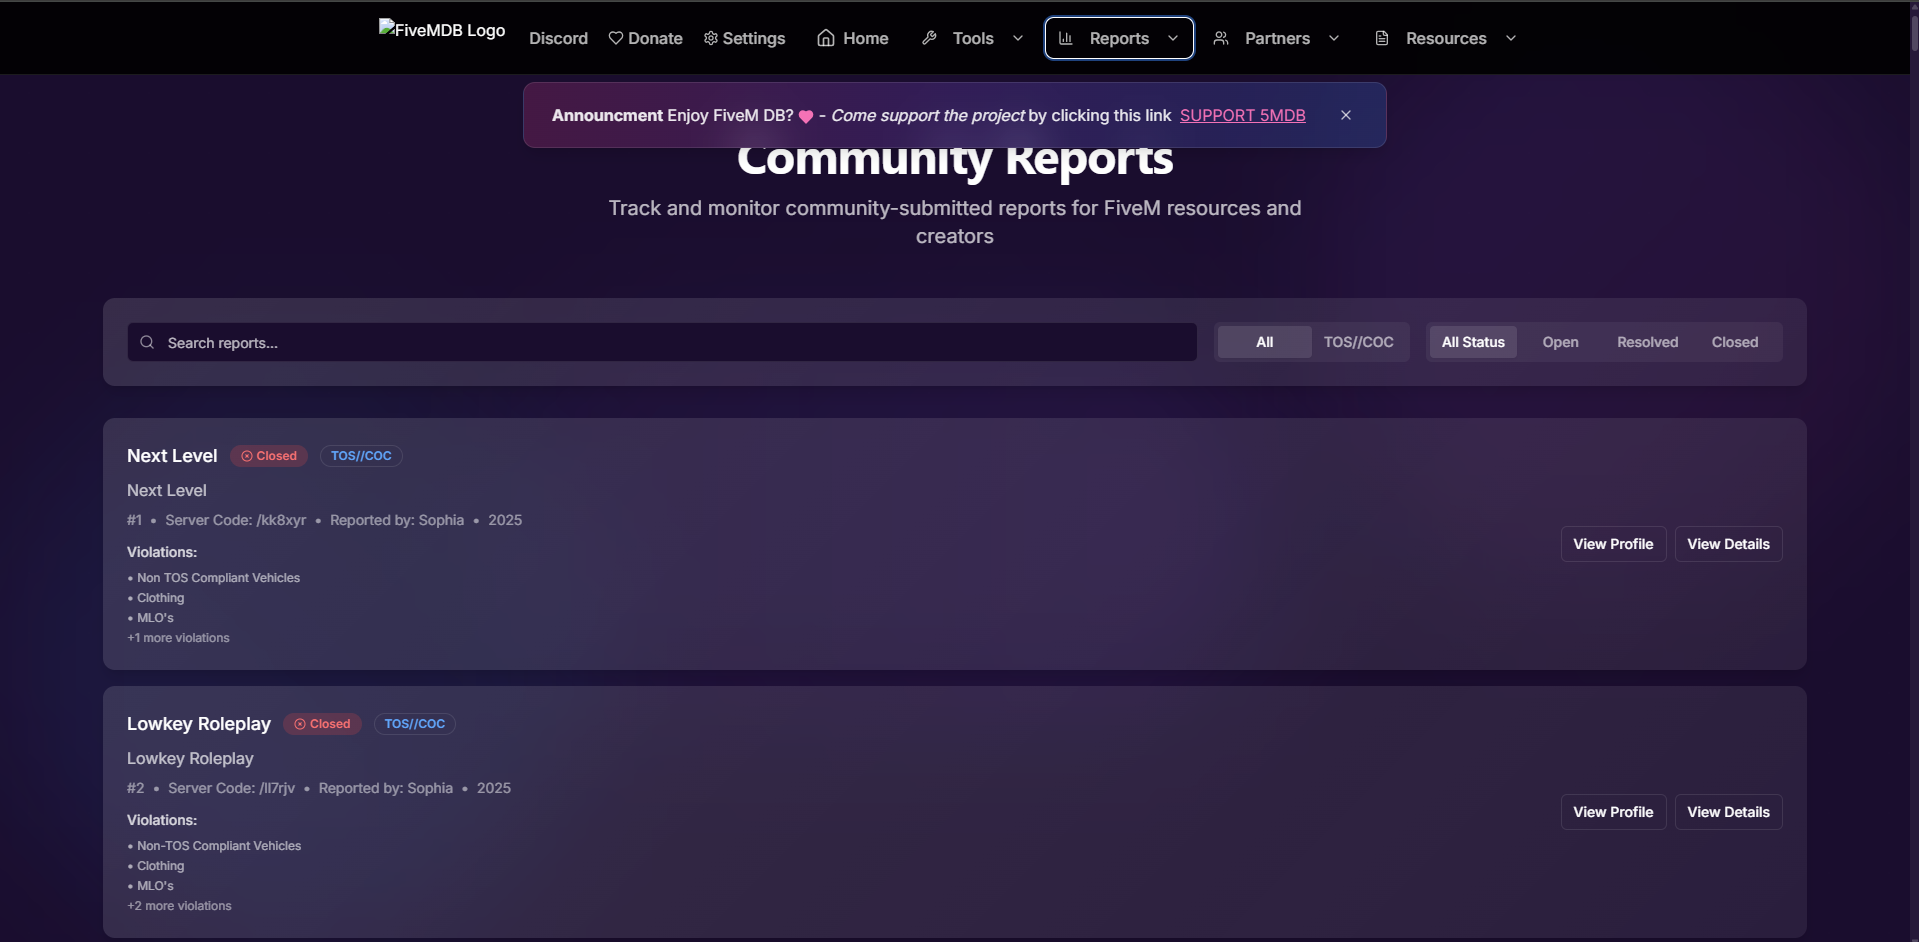 FiveMDB Logo
Discord
Donate
Settings
Home
Tools
Reports
Partners
Resources
Announcment Enjoy FiveM DB? - Come support the project by clicking this link SUPPORT 5MDB
Community Reports
Track and monitor community-submitted reports for FiveM resources and
creators
Search reports...
All
TOS//COC
All Status
Open
Resolved
Closed
Next Level
Closed
TOS//COC
Next Level
#1 • Server Code: /kk8xyr • Reported by: Sophia • 2025
Violations:
• Non TOS Compliant Vehicles
• Clothing
• MLO's
+1 more violations
View Profile
View Details
Lowkey Roleplay
Closed
TOS//COC
Lowkey Roleplay
#2 • Server Code: /ll7rjv • Reported by: Sophia • 2025
Violations:
• Non-TOS Compliant Vehicles
• Clothing
• MLO's
+2 more violations
View Profile
View Details